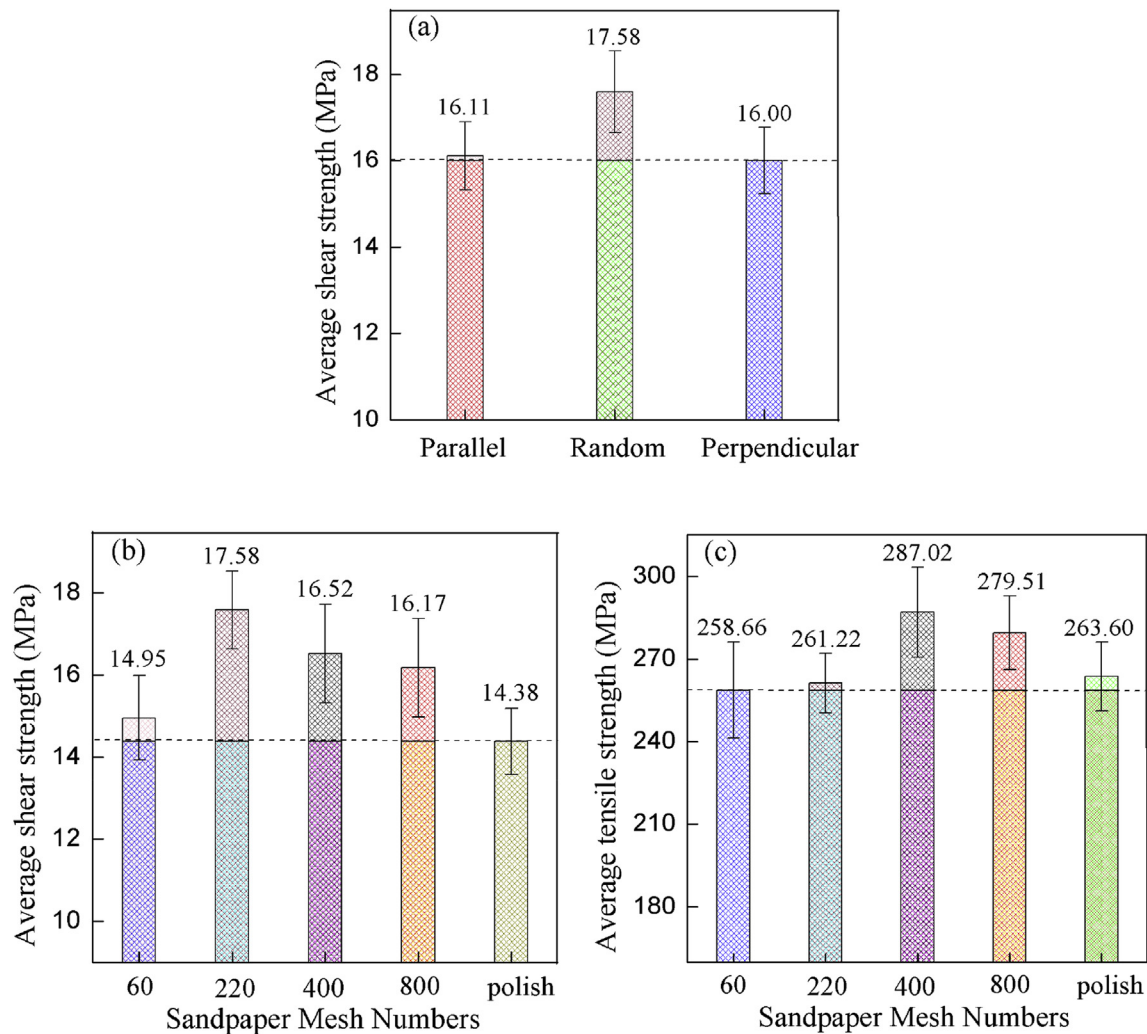 (a)
17.58
16.11
16.00
18
16
14
12
10
Average shear strength (MPa)
Parallel Random Perpendicular
(b)
17.58
16.52
16.17
14.95
14.38
18
16
14
12
10
Average shear strength (MPa)
60 220 400 800 polish
Sandpaper Mesh Numbers
(c)
287.02
279.51
258.66 261.22 263.60
300
270
240
210
180
Average tensile strength (MPa)
60 220 400 800 polish
Sandpaper Mesh Numbers